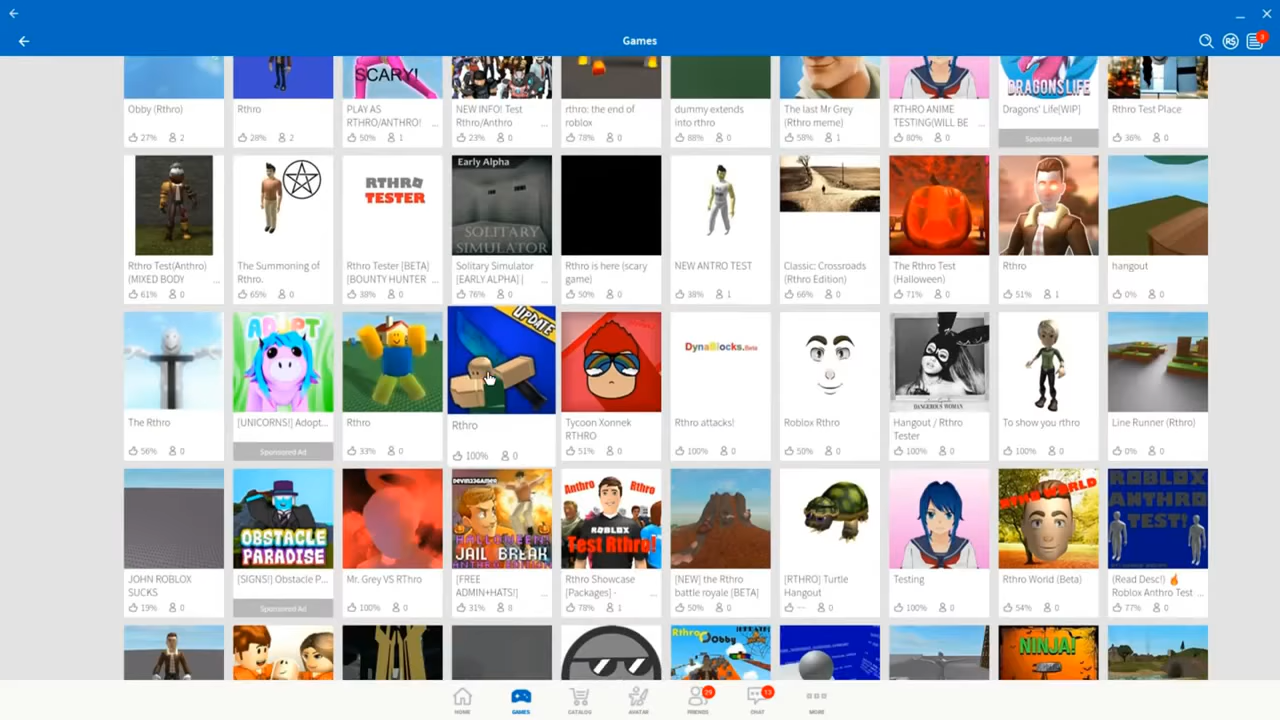 Games
R$
3
SCARY!
DRAGONS LIFE
Obby (Rthro)
Rthro
PLAY AS
RTHRO/ANTHRO! ...
NEW INFO! Test
Rthro/Anthro ...
rthro: the end of
roblox
dummy extends
into rthro
The last Mr Grey
(Rthro meme)
RTHRO ANIME
TESTING(WILL BE ...
Dragons' Life[WIP]
Rthro Test Place
27% 2
28% 2
50% 1
23% 0
78% 0
88% 0
58% 1
80% 0
Sponsored Ad
36% 0
RTHRO
TESTER
Early Alpha
SOLITARY
SIMULATOR
Rthro Test(Anthro)
(MIXED BODY ...
The Summoning of
Rthro.
Rthro Tester [BETA]
[BOUNTY HUNTER ...
Solitary Simulator
[EARLY ALPHA] | ...
Rthro is here (scary
game)
NEW ANTRO TEST
Classic: Crossroads
(Rthro Edition)
The Rthro Test
(Halloween)
Rthro
hangout
61% 0
65% 0
38% 0
76% 0
50% 0
38% 1
66% 0
71% 0
51% 1
0% 0
ADOPT
UPDATE
DynaBlocks.Beta
DANGEROUS WOMAN
The Rthro
[UNICORNS!] Adopt...
Rthro
Rthro
Tycoon Xonnek
RTHRO
Rthro attacks!
Roblox Rthro
Hangout / Rthro
Tester
To show you rthro
Line Runner (Rthro)
56% 0
Sponsored Ad
33% 0
100% 0
51% 0
100% 0
50% 0
100% 0
100% 0
0% 0
OBSTACLE
PARADISE
DEVIN23GAMES
HALLOWEEN!
JAIL BREAK
Anthro Rthro
ROBLOX
Test Rthro!
RTHRO WORLD
ROBLOX
ANTHRO
TEST!
JOHN ROBLOX
SUCKS
[SIGNS!] Obstacle P...
Mr. Grey VS RThro
[FREE
ADMIN+HATS!]
Rthro Showcase
[Packages] - ...
[NEW] the Rthro
battle royale [BETA]
[RTHRO] Turtle
Hangout
Testing
Rthro World (Beta)
(Read Desc!) 🔥
Roblox Anthro Test ...
19% 0
Sponsored Ad
100% 0
31% 8
78% 1
50% 0
--- 0
100% 0
54% 0
77% 0
Rthro
Obby
NINJA!
29
13
HOME
GAMES
CATALOG
AVATAR
FRIENDS
CHAT
MORE